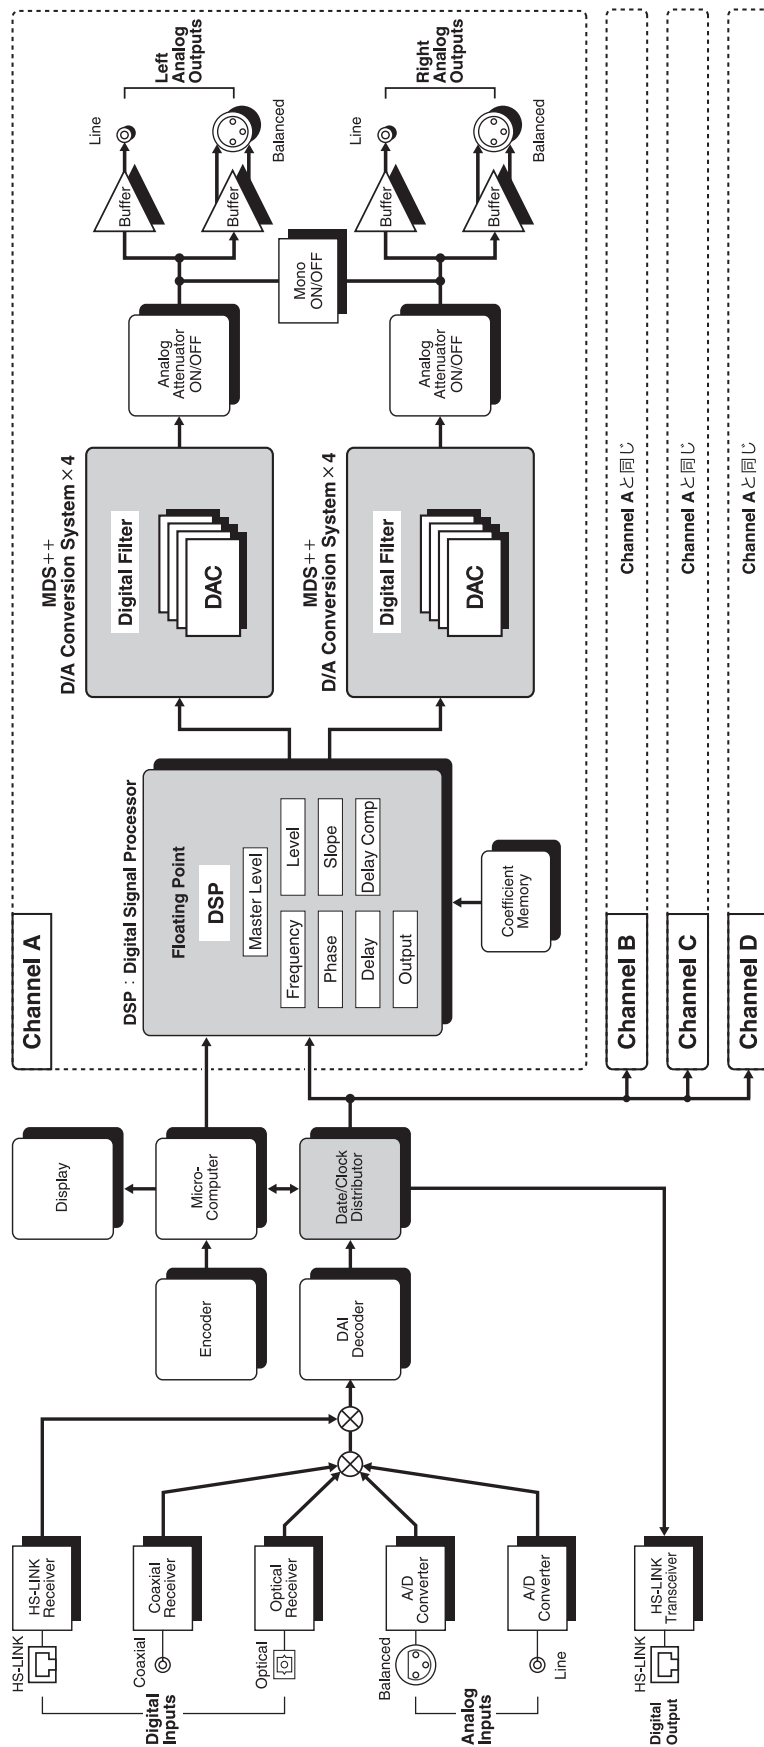 Digital
Inputs
HS-LINK
HS-LINK
Receiver
Coaxial
Coaxial
Receiver
Optical
Optical
Receiver
Analog
Inputs
Balanced
A/D
Converter
Line
A/D
Converter
Digital
Output
HS-LINK
HS-LINK
Transceiver
Encoder
DAI
Decoder
Display
Micro-
Computer
Date/Clock
Distributor
Channel A
DSP : Digital Signal Processor
Floating Point
DSP
Master Level
Frequency
Level
Phase
Slope
Delay
Delay Comp
Output
Coefficient
Memory
MDS++
D/A Conversion System×4
Digital Filter
DAC
MDS++
D/A Conversion System×4
Digital Filter
DAC
Analog
Attenuator
ON/OFF
Analog
Attenuator
ON/OFF
Mono
ON/OFF
Buffer
Buffer
Line
Balanced
Left
Analog
Outputs
Buffer
Buffer
Line
Balanced
Right
Analog
Outputs
Channel B
Channel Aと同じ
Channel C
Channel Aと同じ
Channel D
Channel Aと同じ